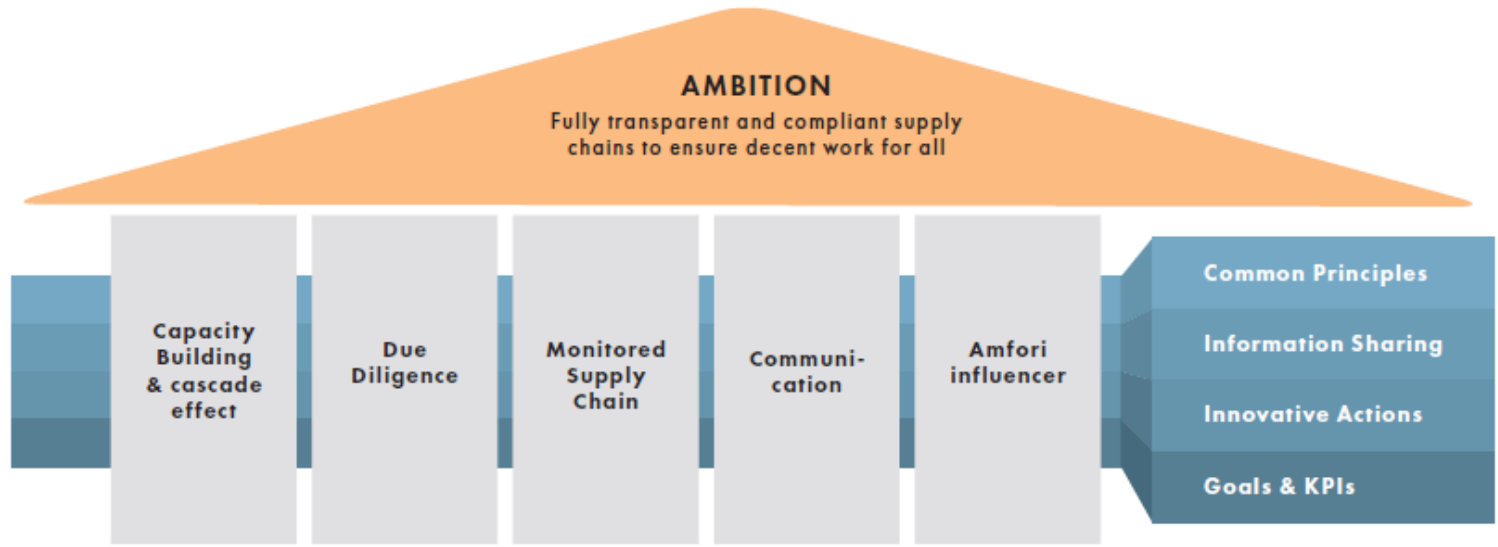 AMBITION
Fully transparent and compliant supply
chains to ensure decent work for all
Capacity
Building
& cascade
effect
Due
Diligence
Monitored
Supply
Chain
Communi-
cation
Amfori
influencer
Common Principles
Information Sharing
Innovative Actions
Goals & KPIs